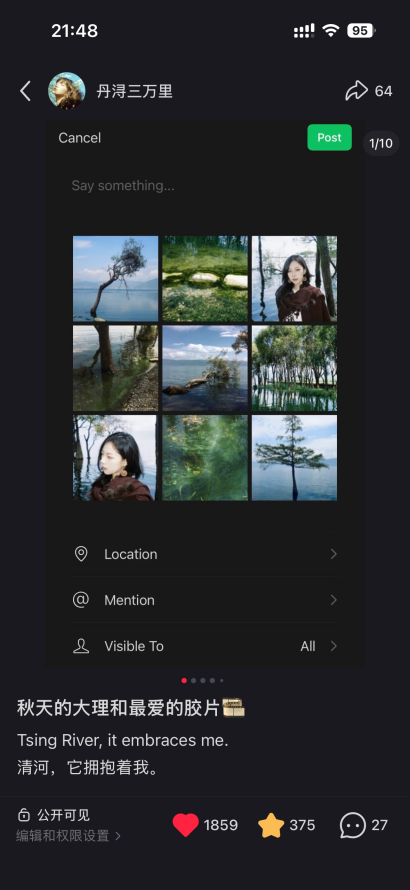 21:48
95
丹浔三万里
64
Cancel
Post
1/10
Say something...
Location
Mention
Visible To
All
秋天的大理和最爱的胶片
Tsing River, it embraces me.
清河，它拥抱着我。
公开可见
编辑和权限设置
1859
375
27